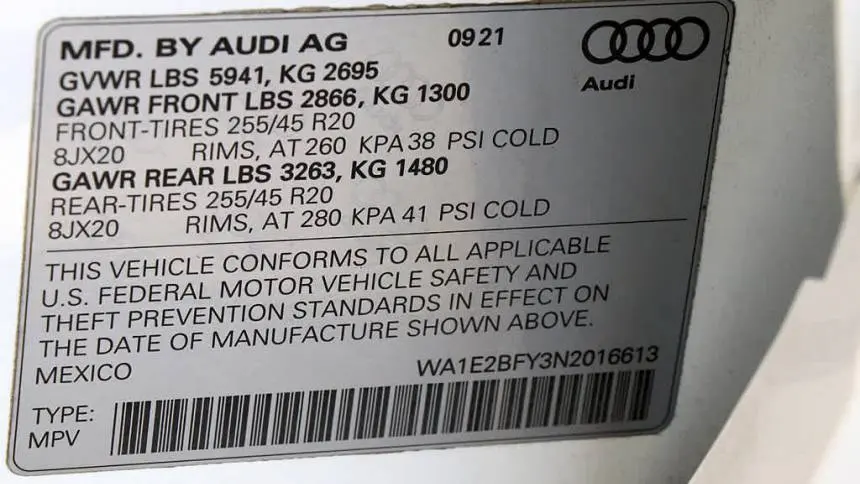 MFD. BY AUDI AG 09 21
Audi
GVWR LBS 5941, KG 2695
GAWR FRONT LBS 2866, KG 1300
FRONT-TIRES 255/45 R20
8JX20 RIMS, AT 260 KPA 38 PSI COLD
GAWR REAR LBS 3263, KG 1480
REAR-TIRES 255/45 R20
8JX20 RIMS, AT 280 KPA 41 PSI COLD
THIS VEHICLE CONFORMS TO ALL APPLICABLE
U.S. FEDERAL MOTOR VEHICLE SAFETY AND
THEFT PREVENTION STANDARDS IN EFFECT ON
THE DATE OF MANUFACTURE SHOWN ABOVE.
MEXICO WA1E2BFY3N2016613
TYPE:
MPV